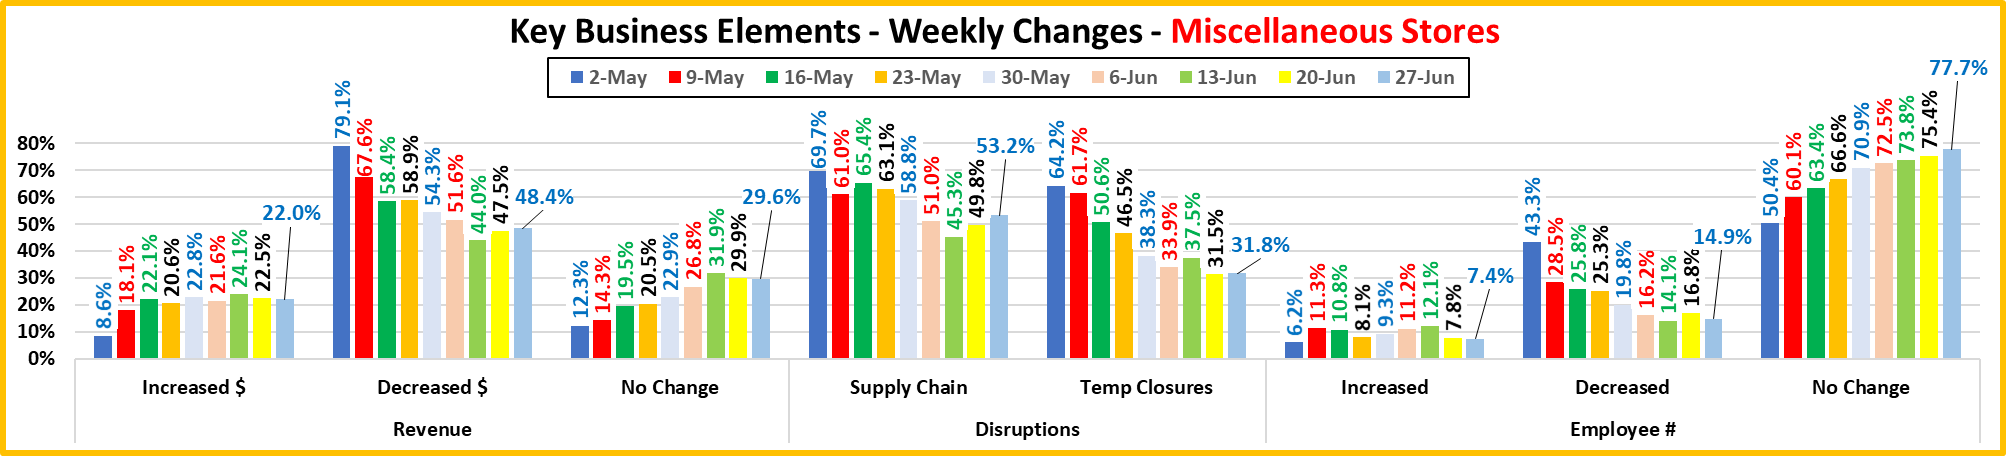 Key Business Elements - Weekly Changes - Miscellaneous Stores
2-May 9-May 16-May 23-May 30-May 6-Jun 13-Jun 20-Jun 27-Jun
80%
70%
60%
50%
40%
30%
20%
10%
0%
8.6% 18.1% 22.1% 20.6% 22.8% 21.6% 24.1% 22.5% 22.0%
79.1% 67.6% 58.4% 58.9% 54.3% 51.6% 44.0% 47.5% 48.4%
12.3% 14.3% 19.5% 20.5% 22.9% 26.8% 31.9% 29.9% 29.6%
69.7% 61.0% 65.4% 63.1% 58.8% 51.0% 45.3% 49.8% 53.2%
64.2% 61.7% 50.6% 46.5% 38.3% 33.9% 37.5% 31.5% 31.8%
6.2% 11.3% 10.8% 8.1% 9.3% 11.2% 12.1% 7.8% 7.4%
43.3% 28.5% 25.8% 25.3% 19.8% 16.2% 14.1% 16.8% 14.9%
50.4% 60.1% 63.4% 66.6% 70.9% 72.5% 73.8% 75.4% 77.7%
Increased $ Decreased $ No Change Supply Chain Temp Closures Increased Decreased No Change
Revenue Disruptions Employee #